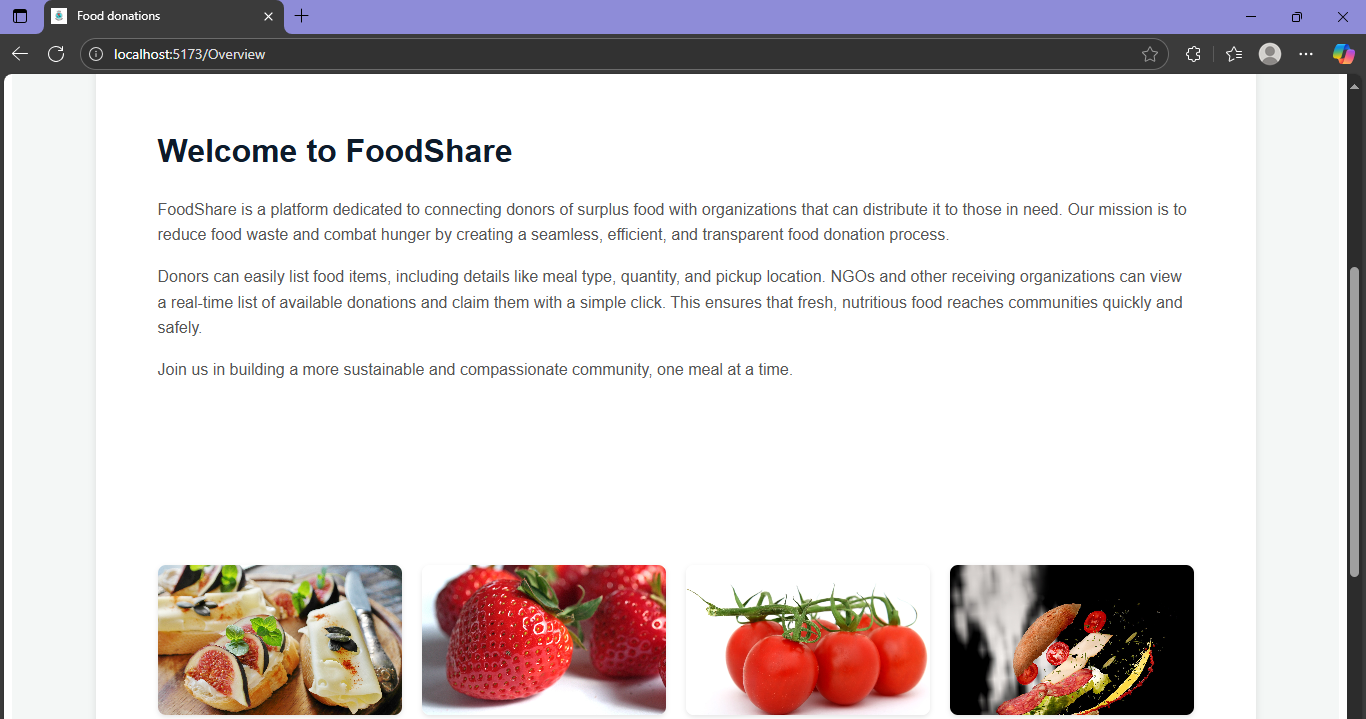 Food donations
localhost:5173/Overview
Welcome to FoodShare
FoodShare is a platform dedicated to connecting donors of surplus food with organizations that can distribute it to those in need. Our mission is to
reduce food waste and combat hunger by creating a seamless, efficient, and transparent food donation process.
Donors can easily list food items, including details like meal type, quantity, and pickup location. NGOs and other receiving organizations can view
a real-time list of available donations and claim them with a simple click. This ensures that fresh, nutritious food reaches communities quickly and
safely.
Join us in building a more sustainable and compassionate community, one meal at a time.